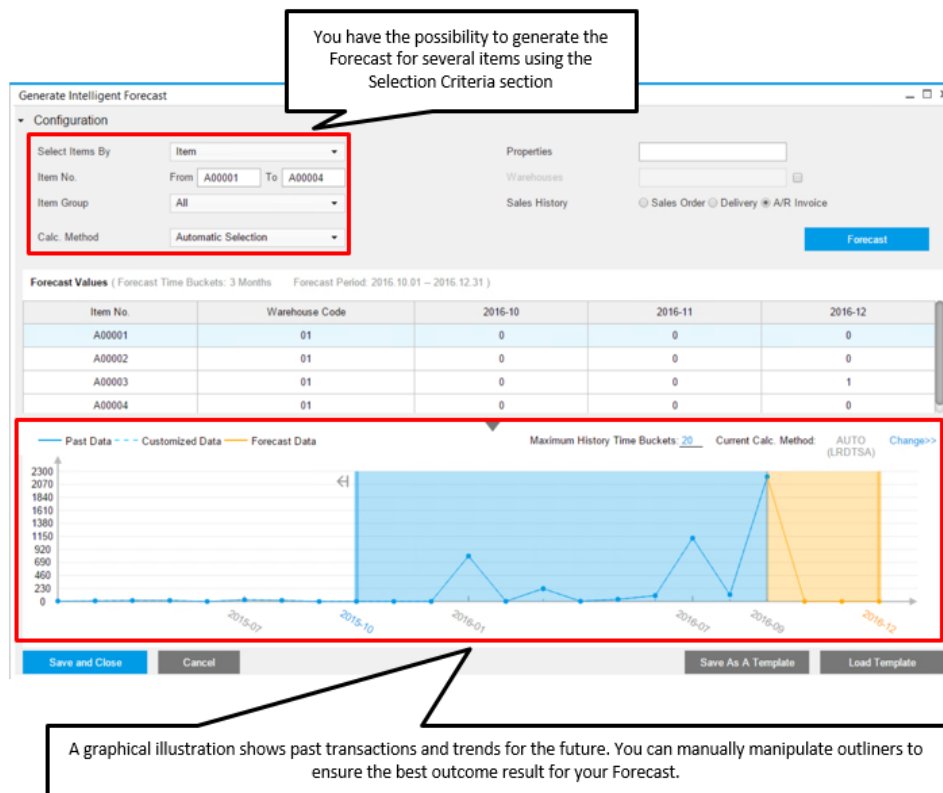 You have the possibility to generate the
Forecast for several items using the
Selection Criteria section
Generate Intelligent Forecast
Configuration
Select Items By Item Properties
Item No. From A00001 To A00004 Warehouses
Item Group All Sales History Sales Order Delivery A/R Invoice
Calc. Method Automatic Selection Forecast
Forecast Values ( Forecast Time Buckets: 3 Months Forecast Period: 2016.10.01 – 2016.12.31 )
Item No. Warehouse Code 2016-10 2016-11 2016-12
A00001 01 0 0 0
A00002 01 0 0 0
A00003 01 0 0 1
A00004 01 0 0 0
Past Data Customized Data Forecast Data Maximum History Time Buckets: 20 Current Calc. Method: AUTO Change>>
(LRDTSA)
2300
2070
1840
1610
1380
1150
920
690
460
230
0
2015-07 2015-10 2016-01 2016-07 2016-09 2016-12
Save and Close Cancel Save As A Template Load Template
A graphical illustration shows past transactions and trends for the future. You can manually manipulate outliners to
ensure the best outcome result for your Forecast.